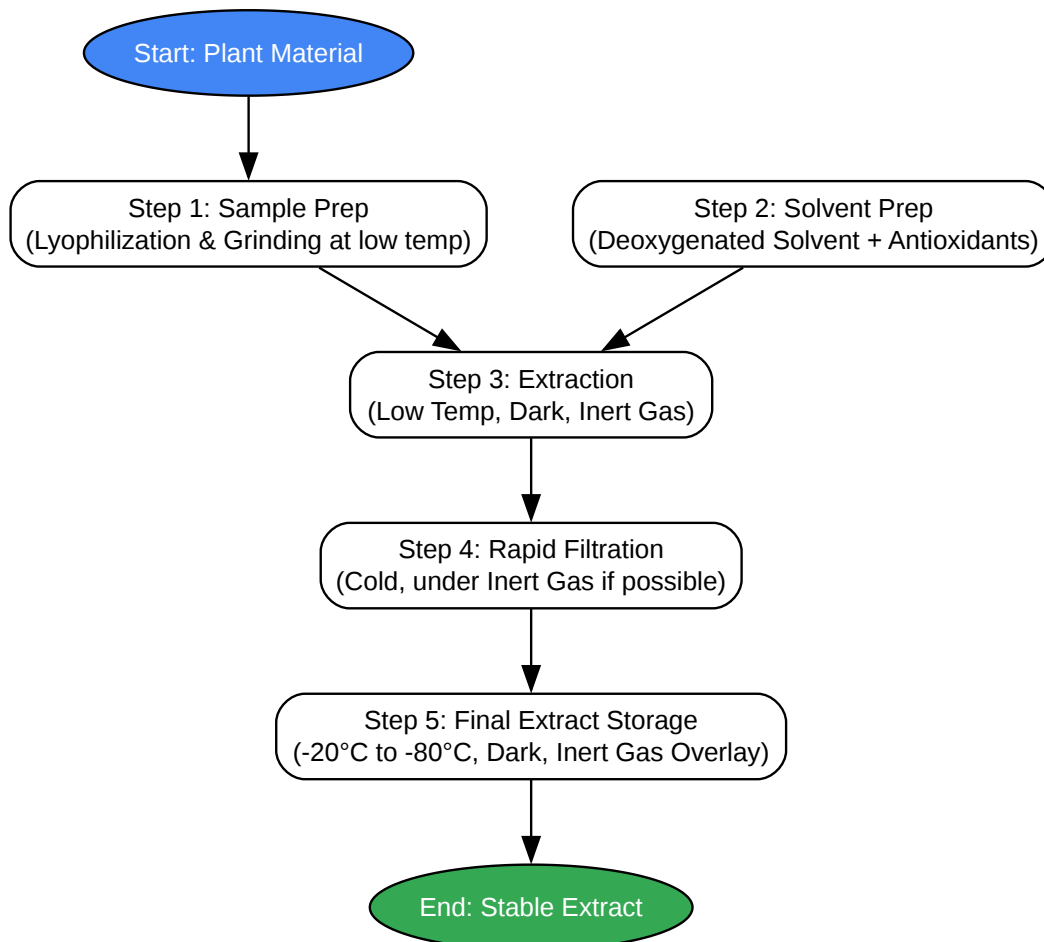 Start: Plant Material
Step 1: Sample Prep
(Lyophilization & Grinding at low temp)
Step 2: Solvent Prep
(Deoxygenated Solvent + Antioxidants)
Step 3: Extraction
(Low Temp, Dark, Inert Gas)
Step 4: Rapid Filtration
(Cold, under Inert Gas if possible)
Step 5: Final Extract Storage
(-20°C to -80°C, Dark, Inert Gas Overlay)
End: Stable Extract